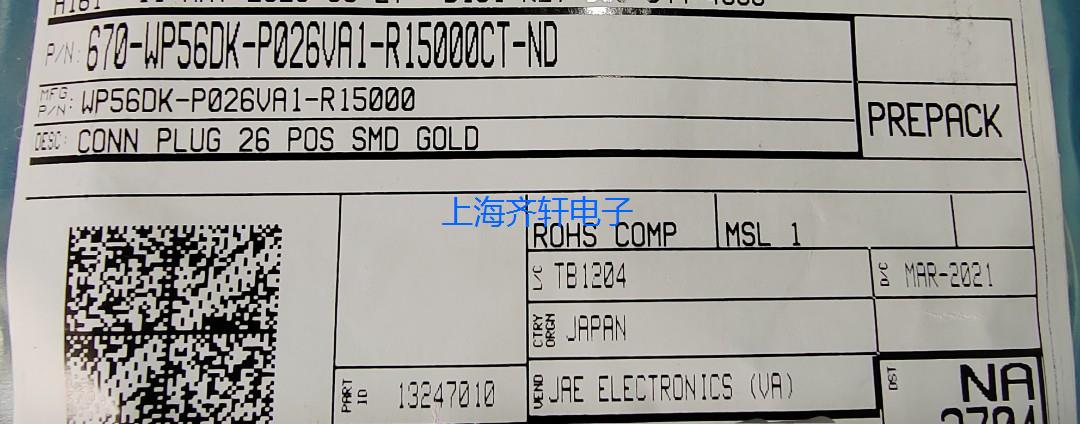 P/N: 670-WP56DK-P026VA1-R15000CT-ND
MFG P/N: WP56DK-P026VA1-R15000
DESC: CONN PLUG 26 POS SMD GOLD
PREPACK
上海齐轩电子
ROHS COMP
MSL 1
S/C TB1204
D/C MAR-2021
CTRY ORGN JAPAN
PART ID 13247010
VEND JAE ELECTRONICS (VA)
DST NA